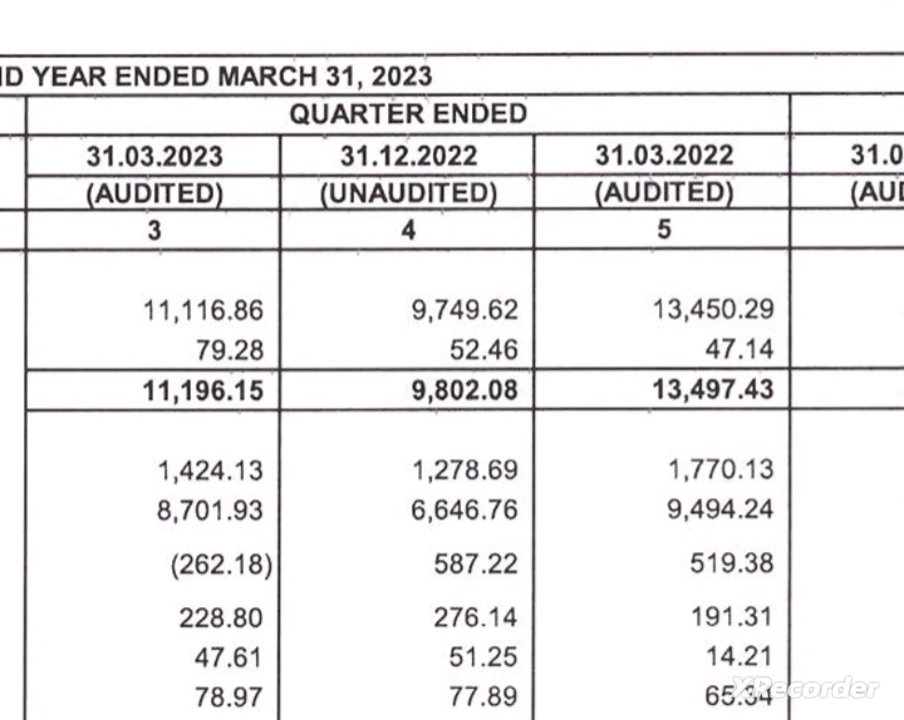 YEAR ENDED MARCH 31, 2023
QUARTER ENDED
31.03.2023 31.12.2022 31.03.2022 31.0
(AUDITED) (UNAUDITED) (AUDITED) (AUD
3 4 5
11,116.86 9,749.62 13,450.29
79.28 52.46 47.14
11,196.15 9,802.08 13,497.43
1,424.13 1,278.69 1,770.13
8,701.93 6,646.76 9,494.24
(262.18) 587.22 519.38
228.80 276.14 191.31
47.61 51.25 14.21
78.97 77.89
XRecorder